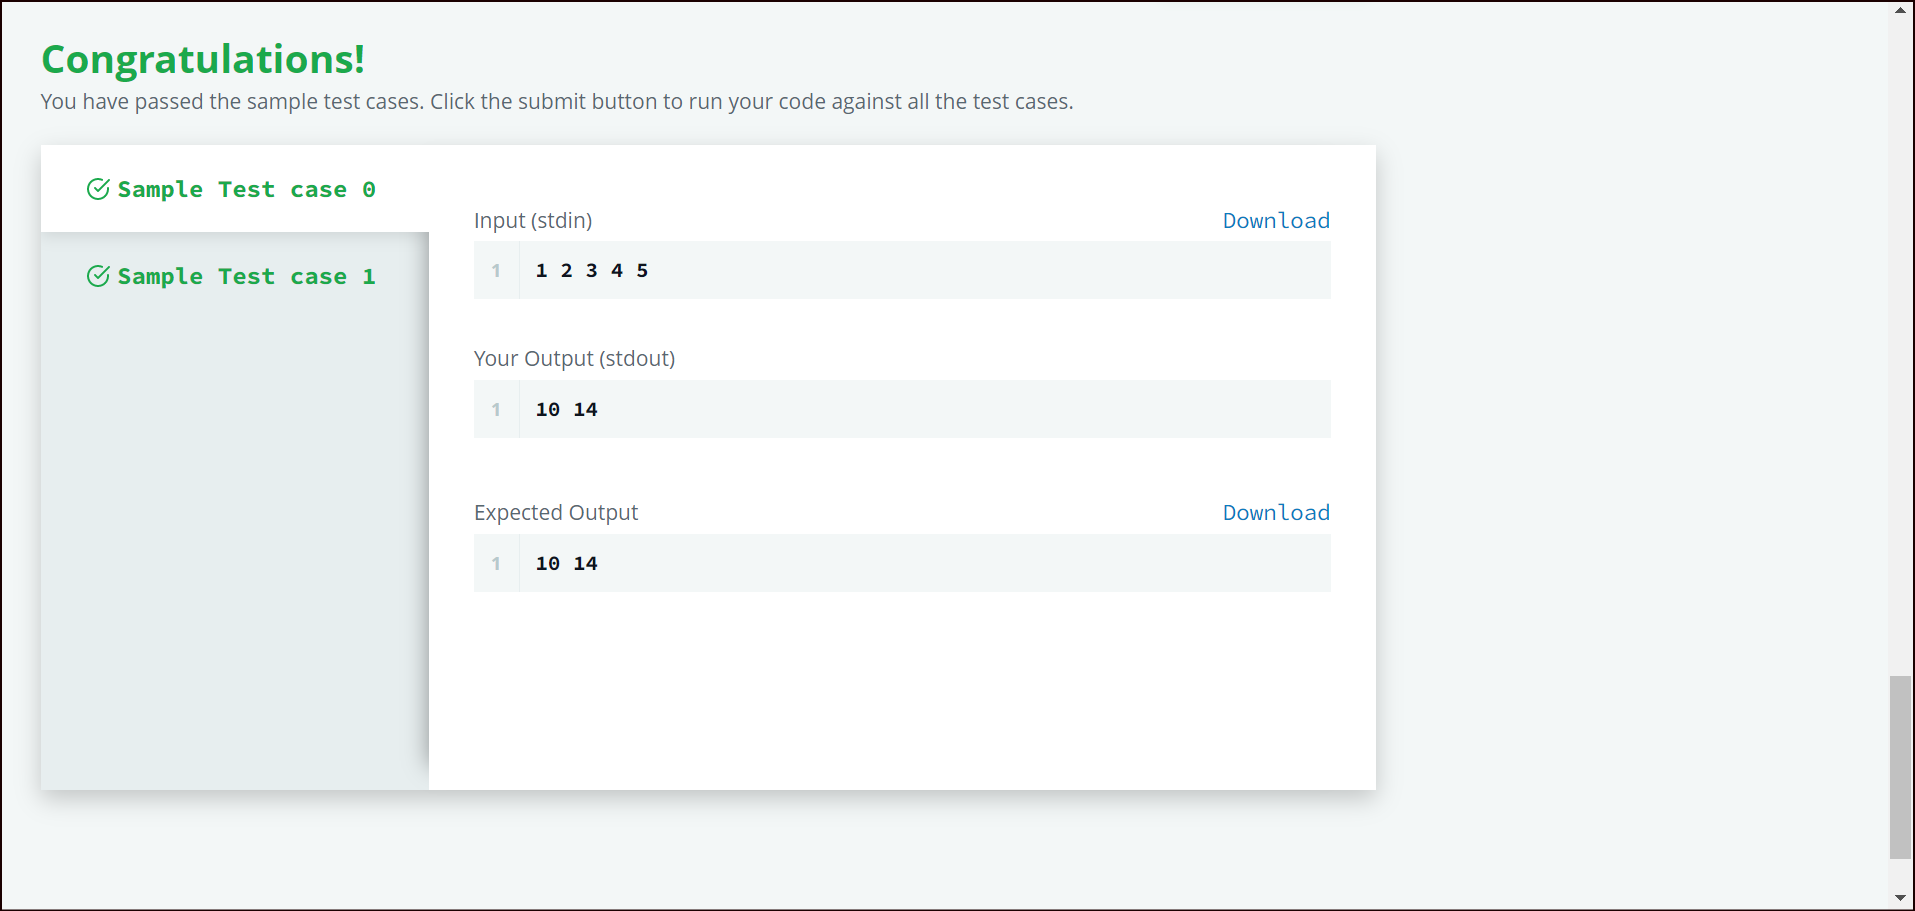 Congratulations!
You have passed the sample test cases. Click the submit button to run your code against all the test cases.
Sample Test case 0
Sample Test case 1
Input (stdin)
Download
1
1 2 3 4 5
Your Output (stdout)
1
10 14
Expected Output
Download
1
10 14